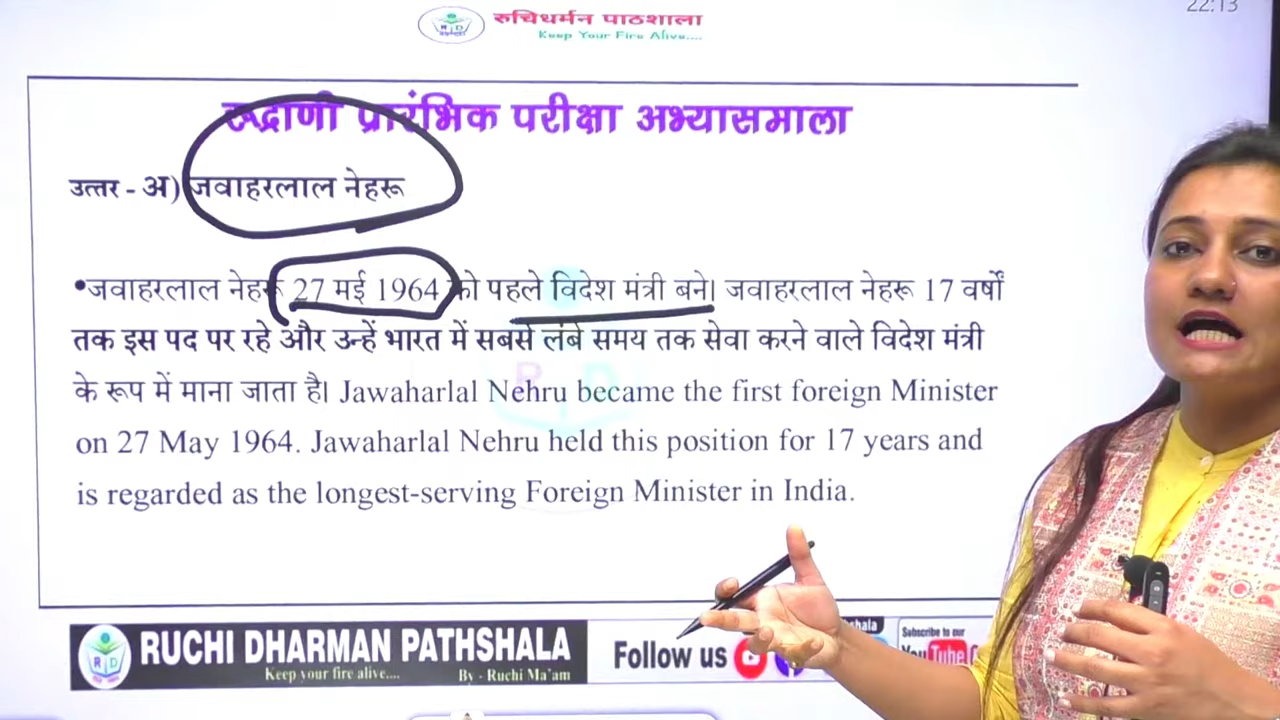 22:13
रुचिधर्मन पाठशाला
Keep Your Fire Alive....
रूद्राणी प्रारंभिक परीक्षा अभ्यासमाला
उत्तर - अ) जवाहरलाल नेहरू
•जवाहरलाल नेहरू 27 मई 1964 को पहले विदेश मंत्री बने। जवाहरलाल नेहरू 17 वर्षों
तक इस पद पर रहे और उन्हें भारत में सबसे लंबे समय तक सेवा करने वाले विदेश मंत्री
के रूप में माना जाता है। Jawaharlal Nehru became the first foreign Minister
on 27 May 1964. Jawaharlal Nehru held this position for 17 years and
is regarded as the longest-serving Foreign Minister in India.
R D
RUCHI DHARMAN PATHSHALA
Keep your fire alive.... By - Ruchi Ma'am
Follow us
Subscribe to our
You Tube